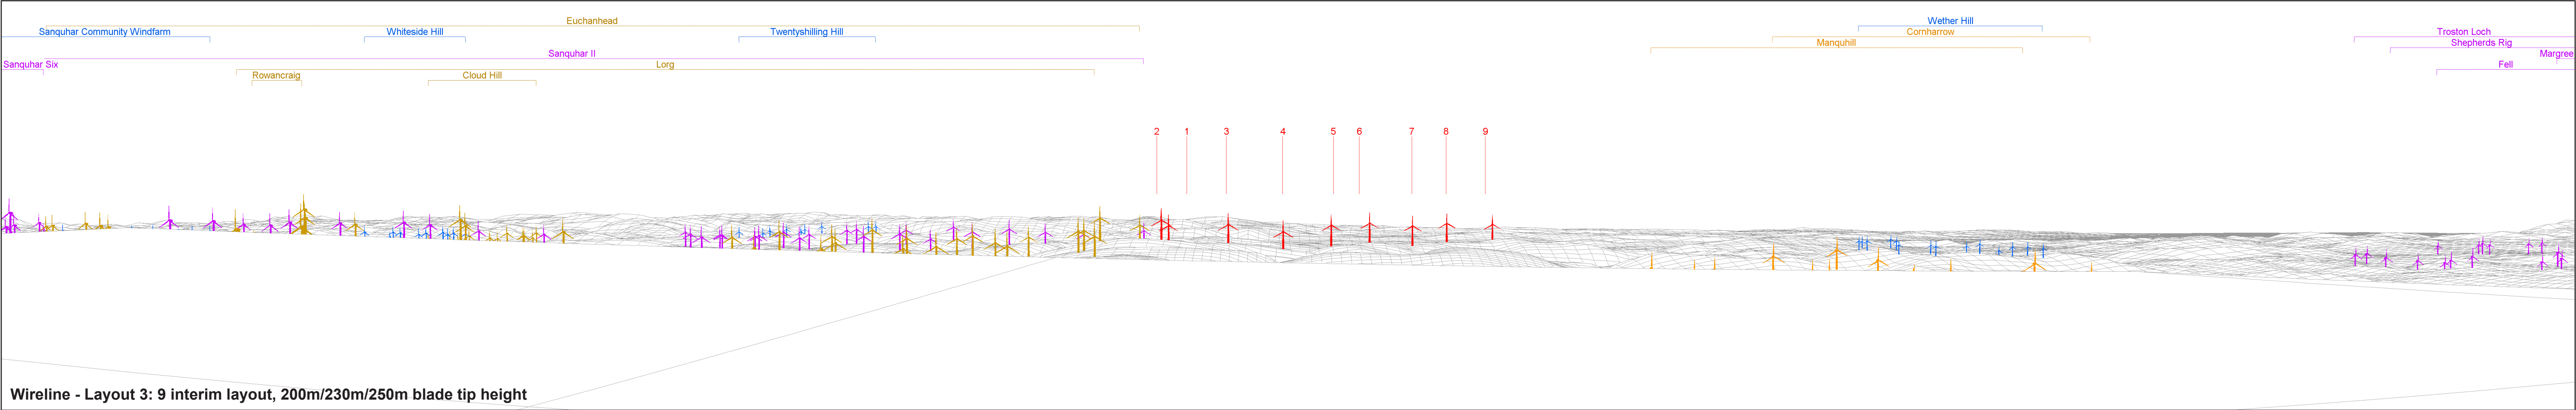 Euchanhead
Wether Hill
Sanquhar Community Windfarm
Whiteside Hill
Twentyshilling Hill
Cornharrow
Troston Loch
Manquhill
Shepherds Rig
Sanquhar II
Margree
Sanquhar Six
Lorg
Fell
Rowancraig
Cloud Hill
2 1 3 4 5 6 7 8 9
Wireline - Layout 3: 9 interim layout, 200m/230m/250m blade tip height